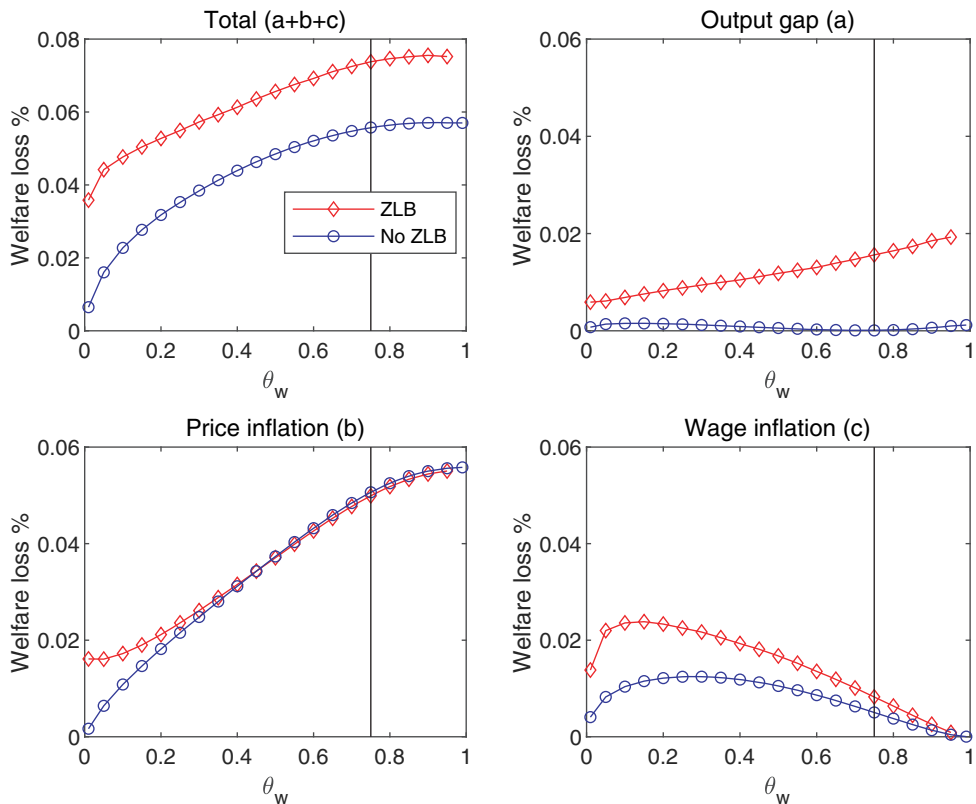 Total (a+b+c)
Welfare loss %
0.08
0.06
0.04
0.02
0
ZLB
No ZLB
0 0.2 0.4 0.6 0.8 1
θw
Output gap (a)
Welfare loss %
0.06
0.04
0.02
0
0 0.2 0.4 0.6 0.8 1
θw
Price inflation (b)
Welfare loss %
0.06
0.04
0.02
0
0 0.2 0.4 0.6 0.8 1
θw
Wage inflation (c)
Welfare loss %
0.06
0.04
0.02
0
0 0.2 0.4 0.6 0.8 1
θw